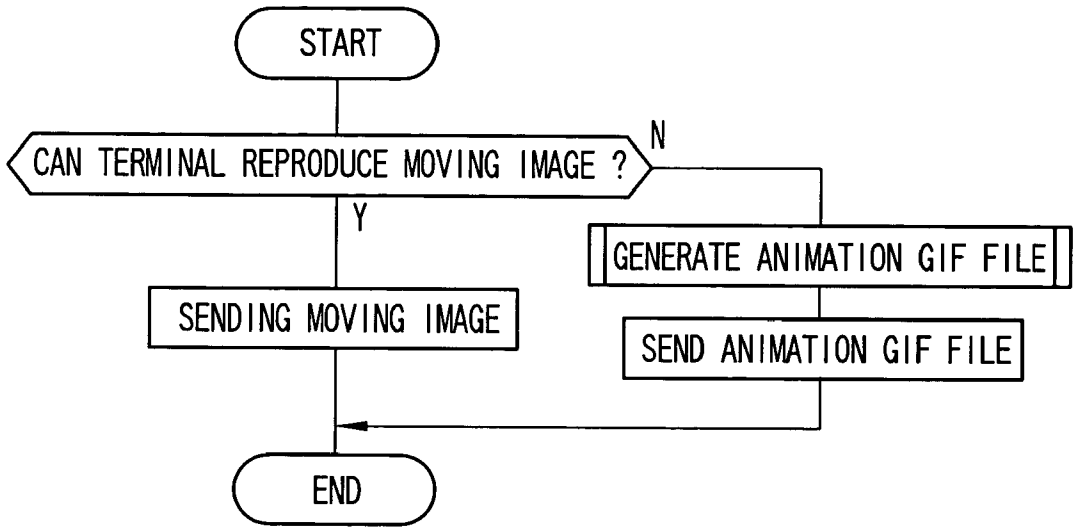 START
CAN TERMINAL REPRODUCE MOVING IMAGE ?
N
Y
GENERATE ANIMATION GIF FILE
SENDING MOVING IMAGE
SEND ANIMATION GIF FILE
END